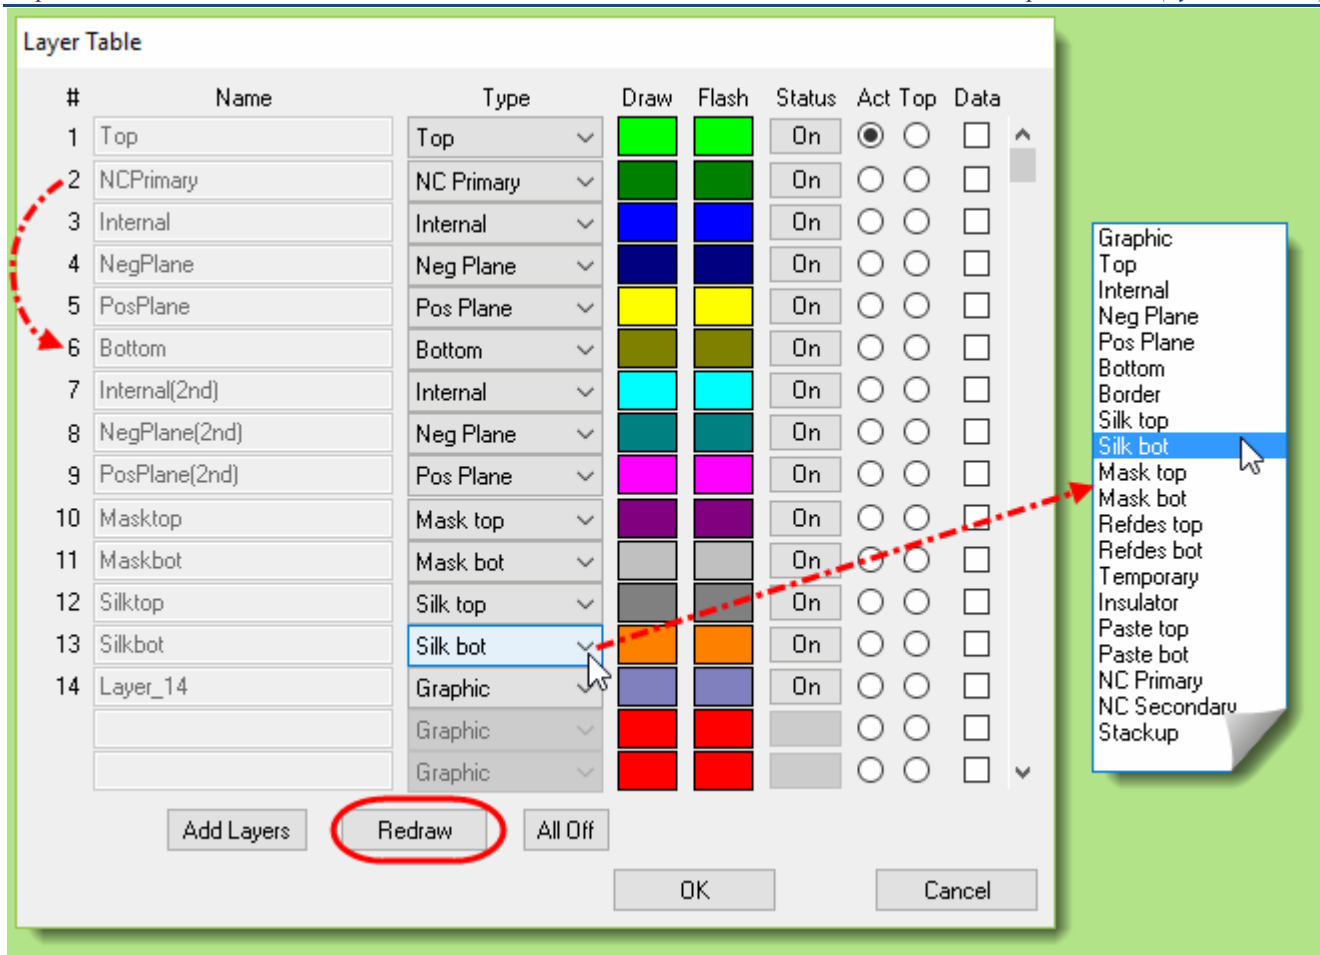 Layer Table
# Name Type Draw Flash Status Act Top Data
1 Top Top On
2 NCPrimary NC Primary On
3 Internal Internal On
4 NegPlane Neg Plane On
5 PosPlane Pos Plane On
6 Bottom Bottom On
7 Internal(2nd) Internal On
8 NegPlane(2nd) Neg Plane On
9 PosPlane(2nd) Pos Plane On
10 Masktop Mask top On
11 Maskbot Mask bot On
12 Silktop Silk top On
13 Silkbot Silk bot On
14 Layer_14 Graphic On
Graphic
Graphic
Add Layers Redraw All Off
OK Cancel
Graphic
Top
Internal
Neg Plane
Pos Plane
Bottom
Border
Silk top
Silk bot
Mask top
Mask bot
Refdes top
Refdes bot
Temporary
Insulator
Paste top
Paste bot
NC Primary
NC Secondary
Stackup